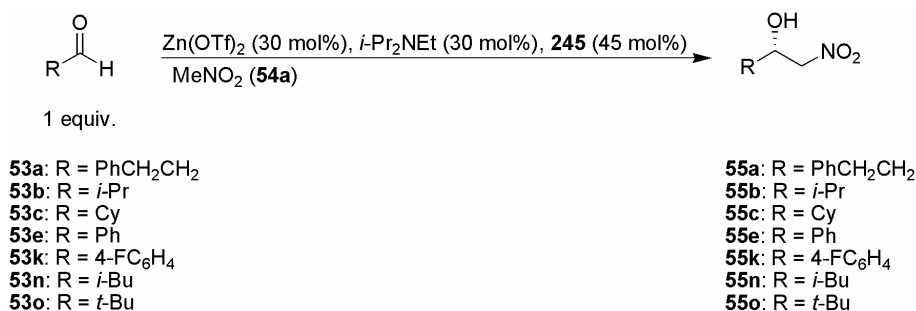 O
R H
Zn(OTf)2 (30 mol%), i-Pr2NEt (30 mol%), 245 (45 mol%)
MeNO2 (54a)
OH
R NO2
1 equiv.
53a: R = PhCH2CH2
53b: R = i-Pr
53c: R = Cy
53e: R = Ph
53k: R = 4-FC6H4
53n: R = i-Bu
53o: R = t-Bu
55a: R = PhCH2CH2
55b: R = i-Pr
55c: R = Cy
55e: R = Ph
55k: R = 4-FC6H4
55n: R = i-Bu
55o: R = t-Bu